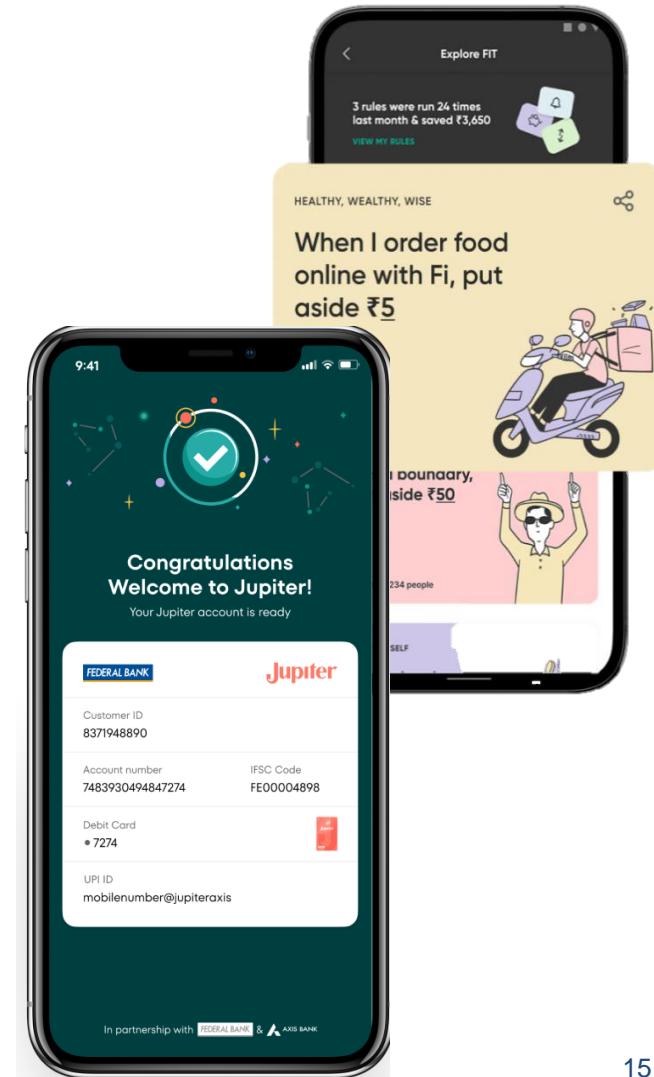 Explore FIT
3 rules were run 24 times
last month & saved ₹3,650
VIEW MY RULES
HEALTHY, WEALTHY, WISE
When I order food
online with Fi, put
aside ₹5
boundary,
aside ₹50
234 people
SELF
9:41
Congratulations
Welcome to Jupiter!
Your Jupiter account is ready
FEDERAL BANK
Jupiter
Customer ID
8371948890
Account number
IFSC Code
7483930494847274
FE00004898
Debit Card
• 7274
UPI ID
mobilenumber@jupiteraxis
In partnership with FEDERAL BANK & AXIS BANK
15